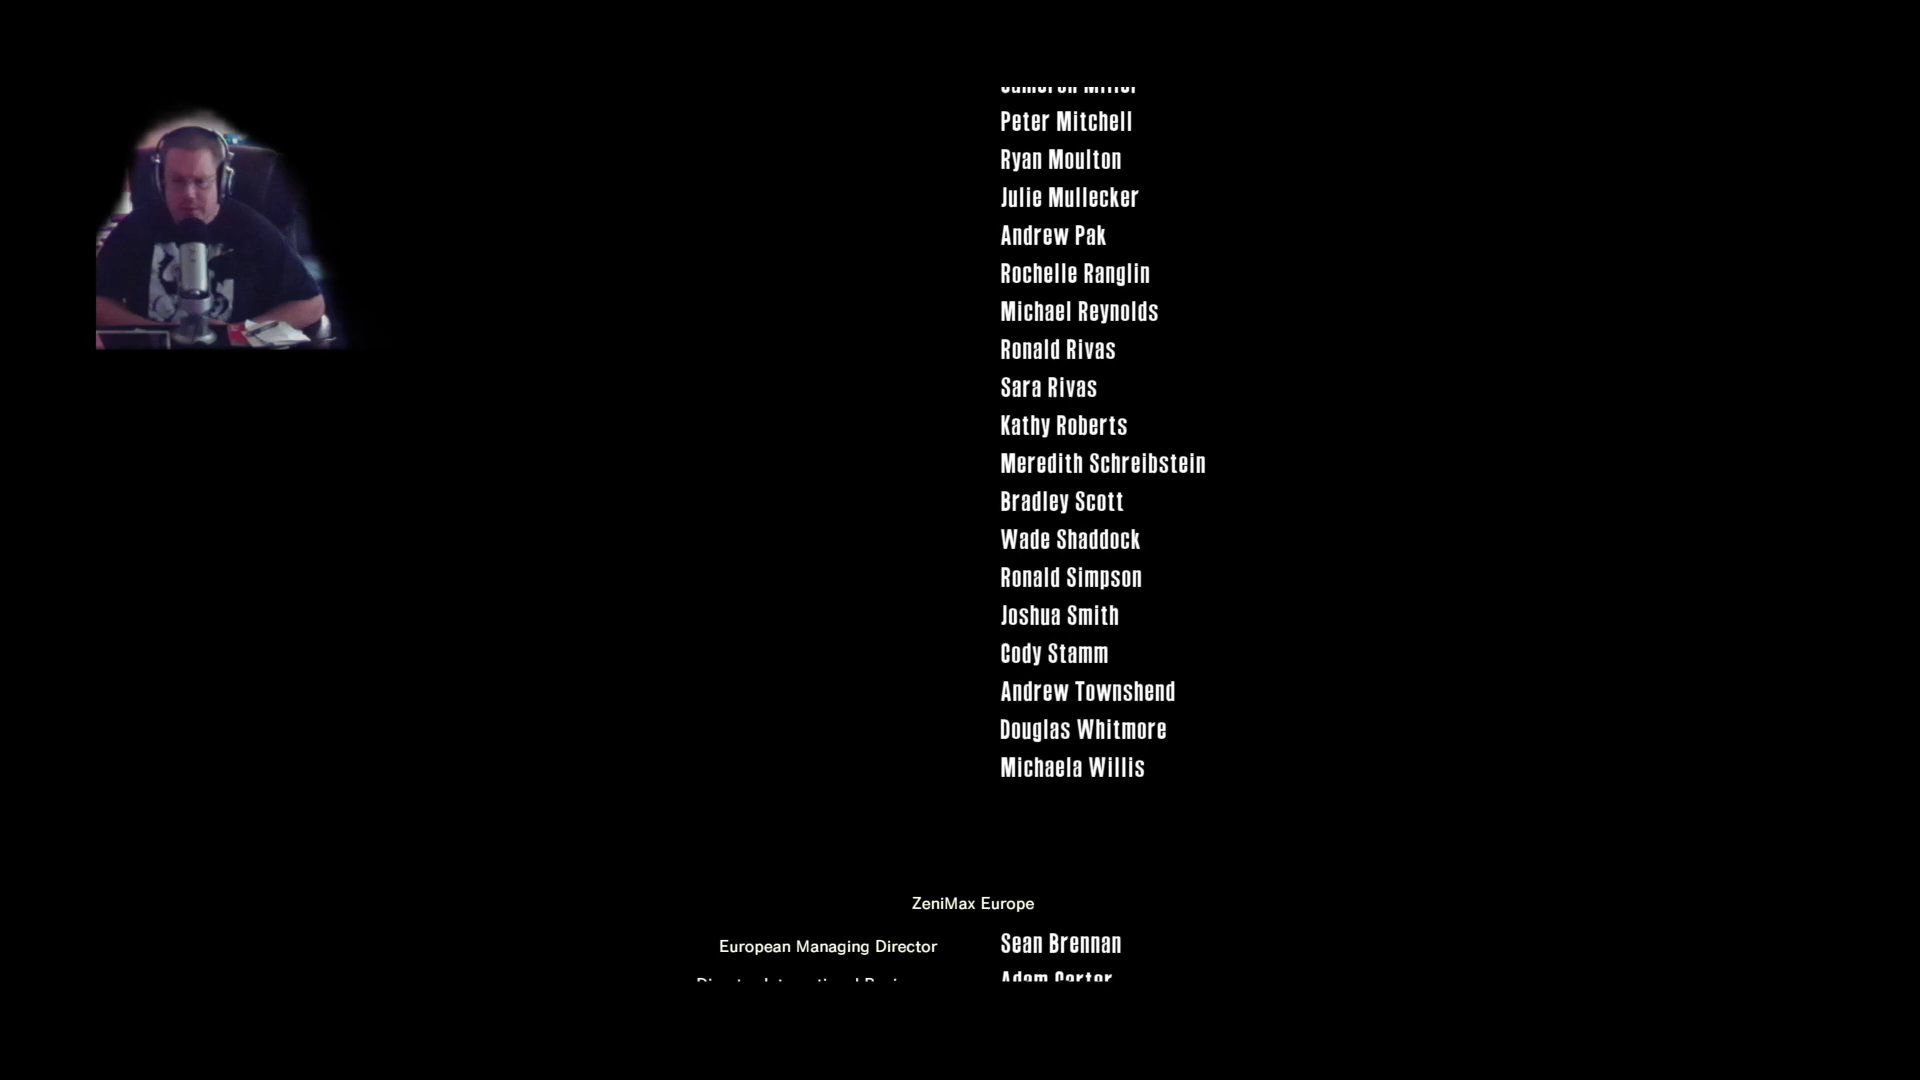 Peter Mitchell
Ryan Moulton
Julie Mullecker
Andrew Pak
Rochelle Ranglin
Michael Reynolds
Ronald Rivas
Sara Rivas
Kathy Roberts
Meredith Schreibstein
Bradley Scott
Wade Shaddock
Ronald Simpson
Joshua Smith
Cody Stamm
Andrew Townshend
Douglas Whitmore
Michaela Willis
ZeniMax Europe
European Managing Director Sean Brennan
Adam Carter